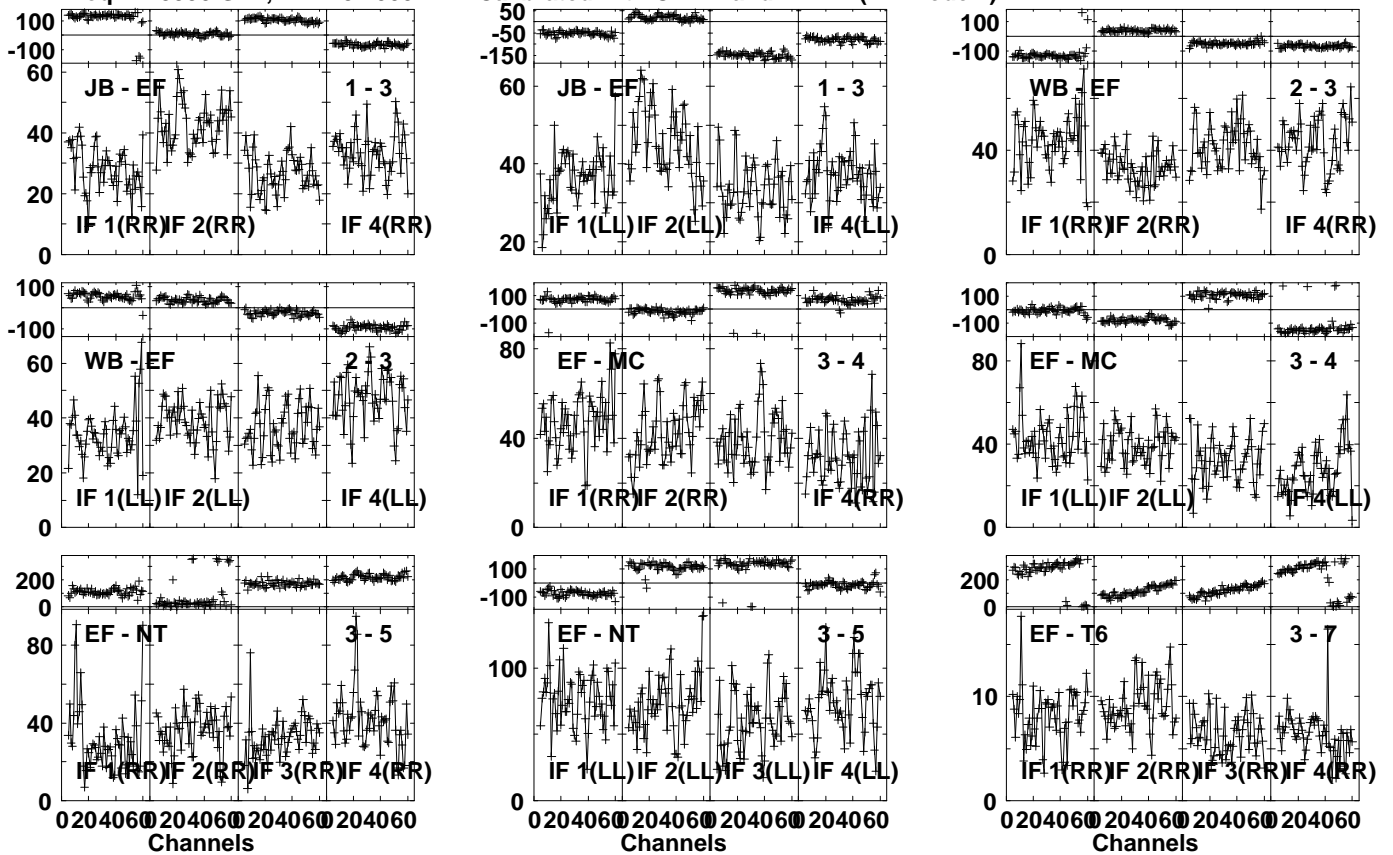 100
-100
60
40
20
0
JB - EF
1 - 3
IF 1(RR)
IF 2(RR)
IF 4(RR)
50
-50
-150
60
40
20
JB - EF
1 - 3
IF 1(LL)
IF 2(LL)
IF 4(LL)
100
-100
40
0
WB - EF
2 - 3
IF 1(RR)
IF 2(RR)
IF 4(RR)
100
-100
60
40
20
0
WB - EF
2 - 3
IF 1(LL)
IF 2(LL)
IF 4(LL)
100
-100
80
40
0
EF - MC
3 - 4
IF 1(RR)
IF 2(RR)
IF 4(RR)
100
-100
80
40
0
EF - MC
3 - 4
IF 1(LL)
IF 2(LL)
IF 4(LL)
200
0
80
40
0
EF - NT
3 - 5
IF 1(RR)
IF 2(RR)
IF 3(RR)
IF 4(RR)
0 20 40 60 0 20 40 60 0 20 40 60 0 20 40 60
Channels
100
-100
100
0
EF - NT
3 - 5
IF 1(LL)
IF 2(LL)
IF 3(LL)
IF 4(LL)
0 20 40 60 0 20 40 60 0 20 40 60 0 20 40 60
Channels
200
0
10
0
EF - T6
3 - 7
IF 1(RR)
IF 2(RR)
IF 3(RR)
IF 4(RR)
0 20 40 60 0 20 40 60 0 20 40 60 0 20 40 60
Channels